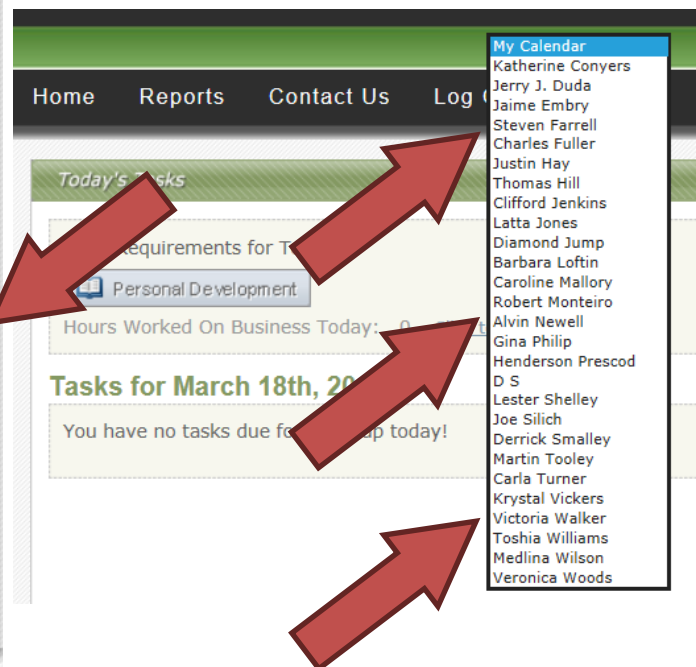 Home Reports Contact Us Log
My Calendar
Katherine Conyers
Jerry J. Duda
Jaime Embry
Steven Farrell
Charles Fuller
Justin Hay
Thomas Hill
Clifford Jenkins
Latta Jones
Diamond Jump
Barbara Loftin
Caroline Mallory
Robert Monteiro
Alvin Newell
Gina Philip
Henderson Prescod
D S
Lester Shelley
Joe Silich
Derrick Smalley
Martin Tooley
Carla Turner
Krystal Vickers
Victoria Walker
Toshia Williams
Medlina Wilson
Veronica Woods
Today's
for
Personal Development
Hours Worked On Business Today:
Tasks for March 18th,
You have no tasks due today!